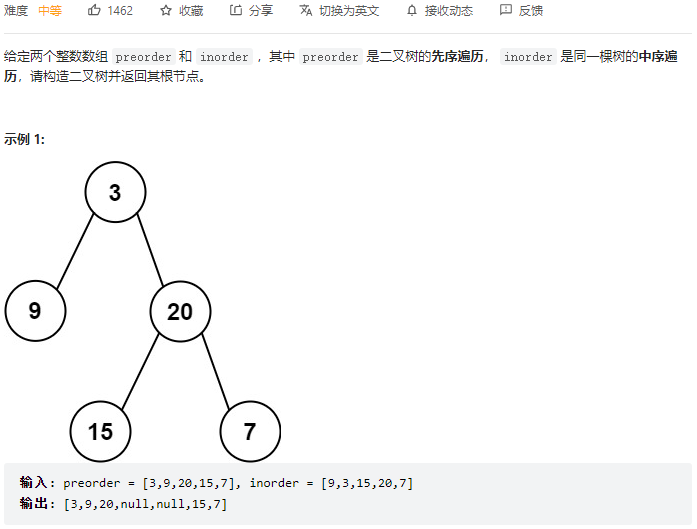 难度 中等 1462 收藏 分享 切换为英文 接收动态 反馈
给定两个整数数组 preorder 和 inorder ，其中 preorder 是二叉树的先序遍历， inorder 是同一棵树的中序遍
历，请构造二叉树并返回其根节点。
示例 1:
3
9 20
15 7
输入: preorder = [3,9,20,15,7], inorder = [9,3,15,20,7]
输出: [3,9,20,null,null,15,7]